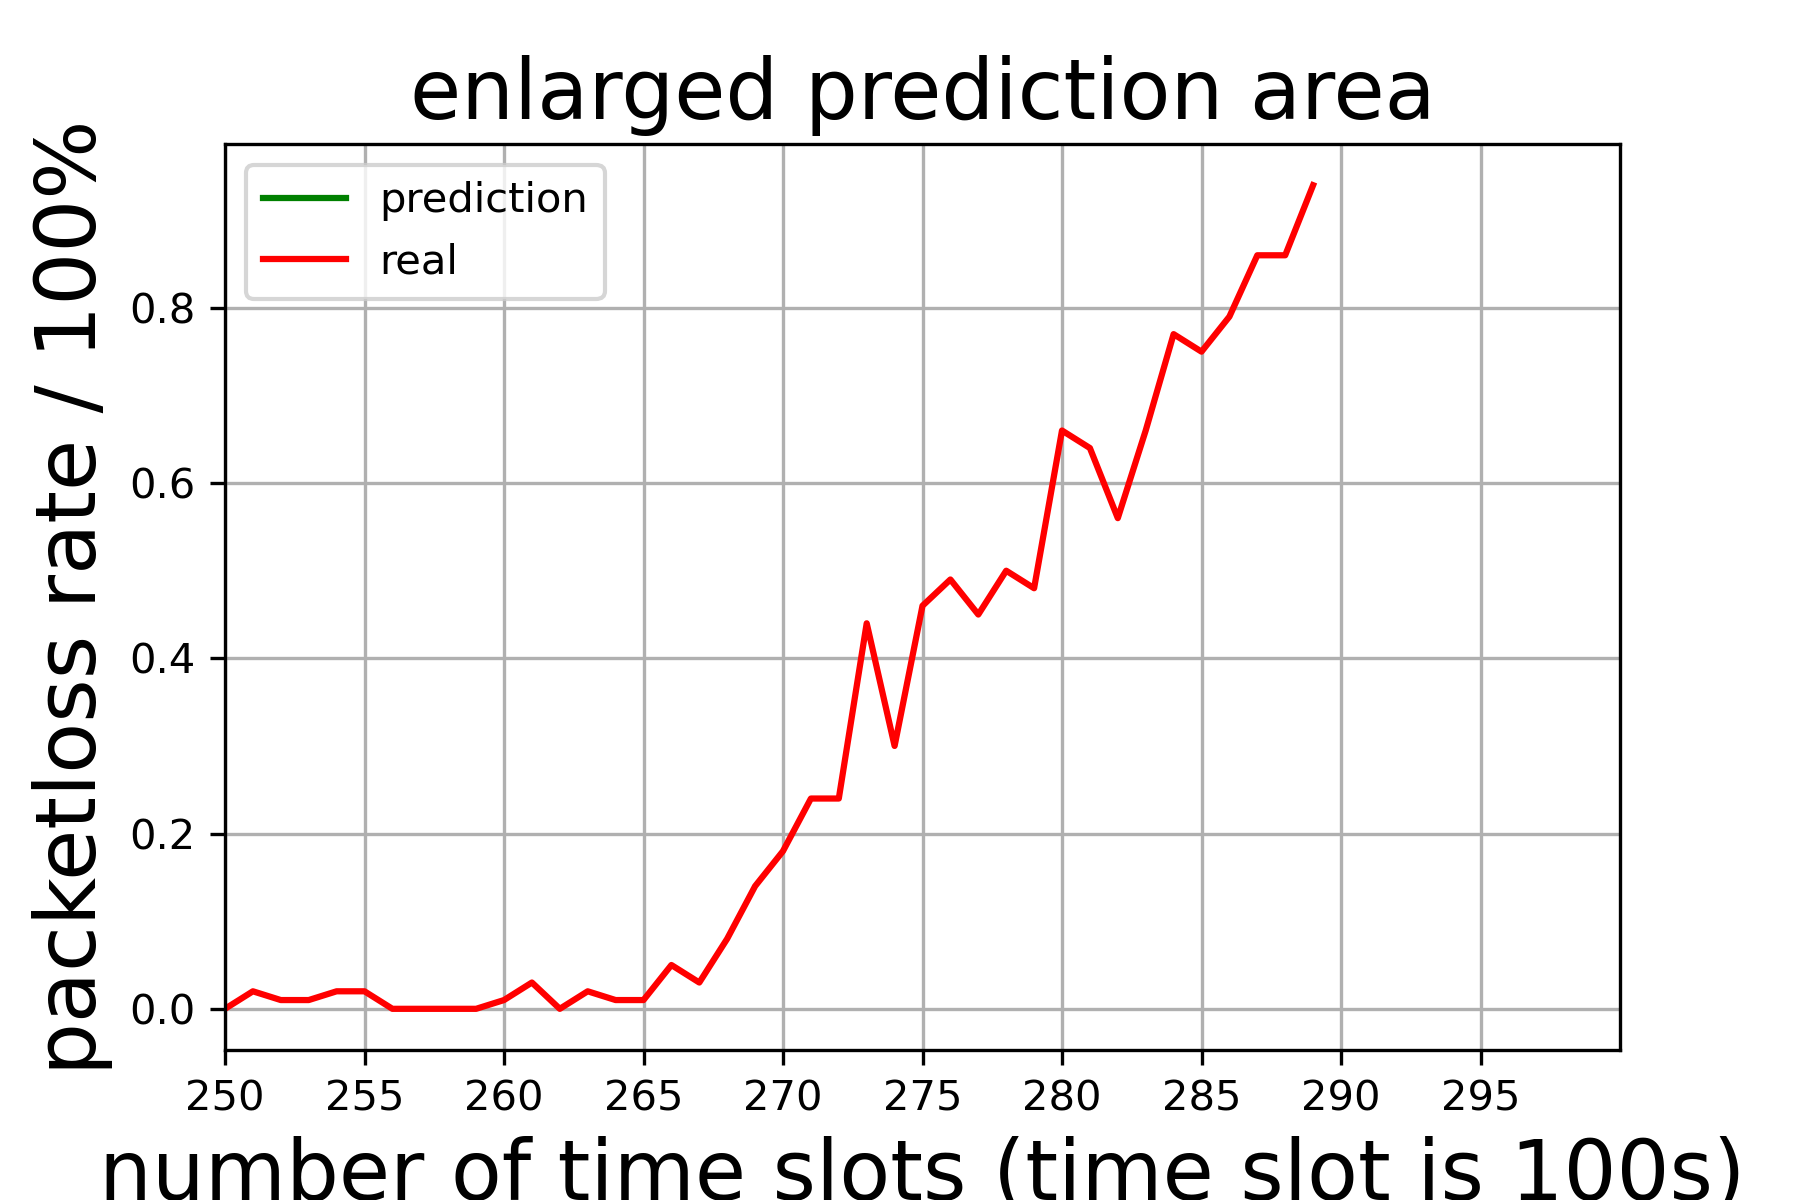 enlarged prediction area
packetloss rate / 100%
prediction
real
0.8
0.6
0.4
0.2
0.0
250 255 260 265 270 275 280 285 290 295
number of time slots (time slot is 100s)